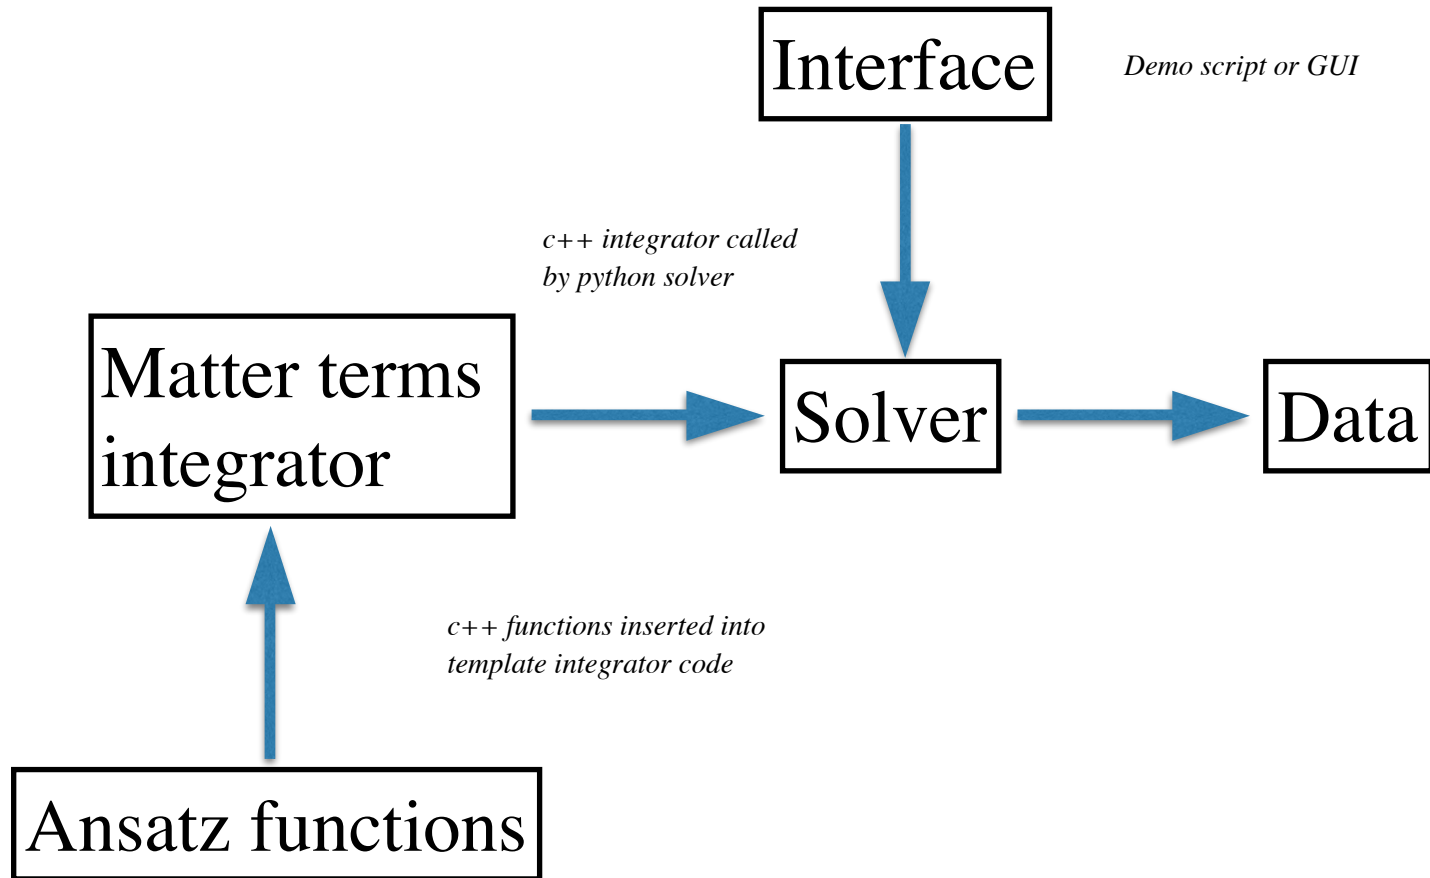 Interface
Demo script or GUI
c++ integrator called
by python solver
Matter terms
integrator
Solver
Data
c++ functions inserted into
template integrator code
Ansatz functions